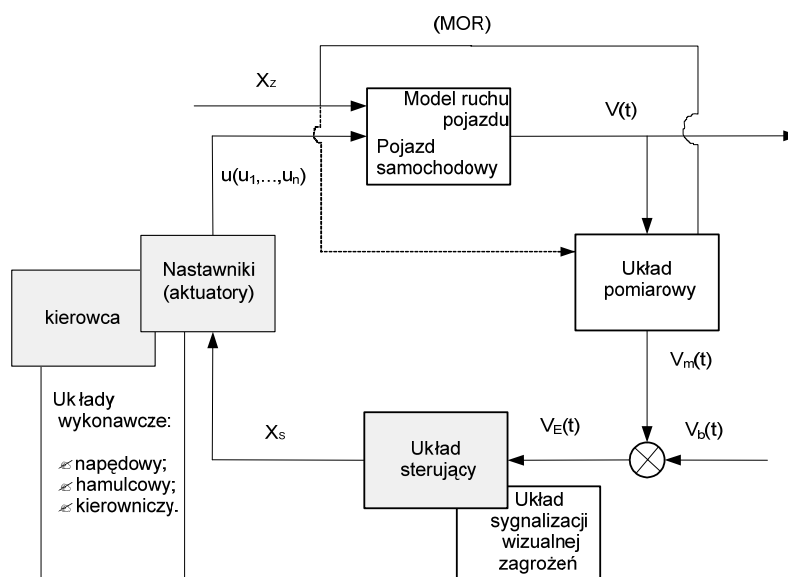 (MOR)
Xz
Model ruchu
pojazdu
V(t)
Pojazd
samochodowy
u(u1,...,un)
Nastawniki
(aktuatory)
Układ
pomiarowy
kierowca
Vm(t)
Układy
wykonawcze:
napędowy;
hamulcowy;
kierowniczy.
Xs
Układ
sterujący
VE(t)
Vb(t)
Układ
sygnalizacji
wizualnej
zagrożeń